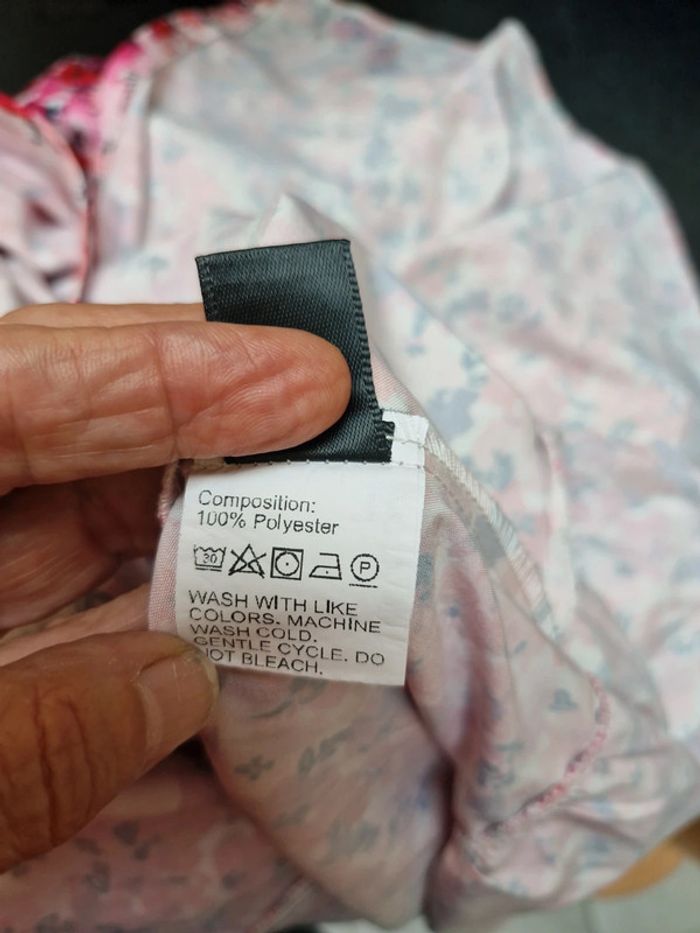 Composition:
100% Polyester
30 P
WASH WITH LIKE
COLORS. MACHINE
WASH COLD.
GENTLE CYCLE. DO
NOT BLEACH.